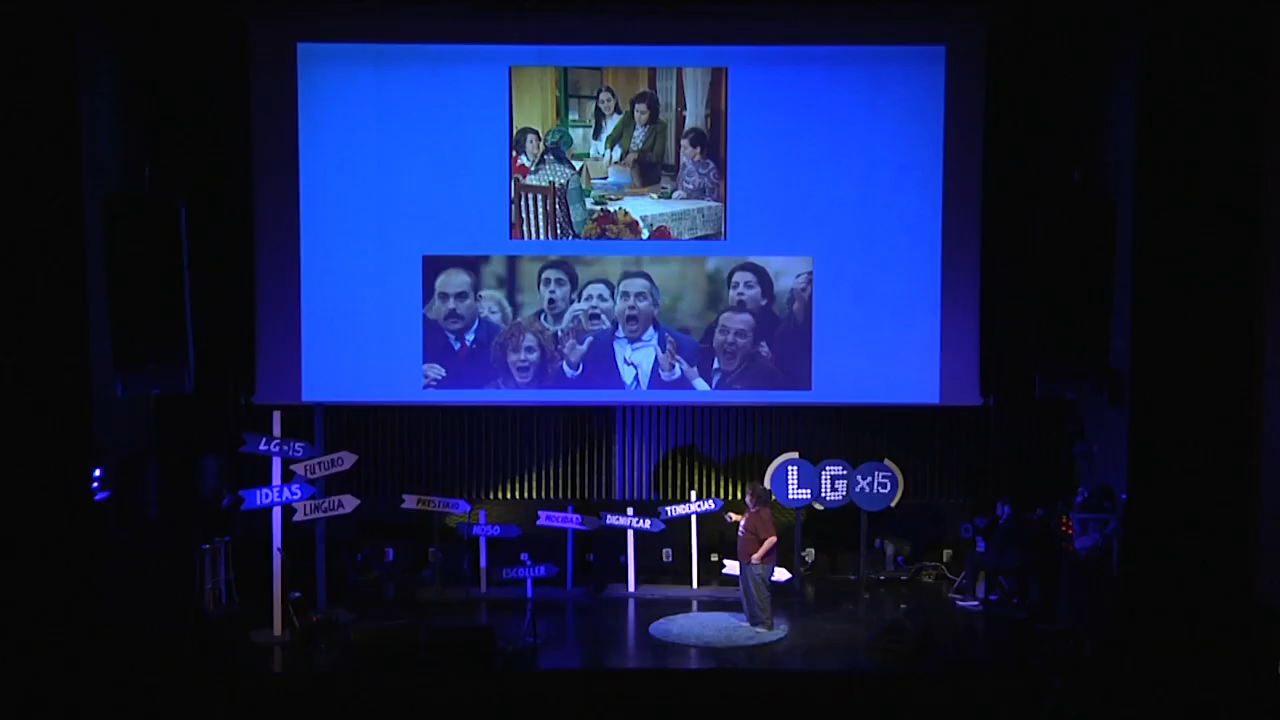 LG-15
FUTURO
IDEAS
LINGUA
PRESTIXIO
NOSO
MOCIDADE
DIGNIFICAR
TENDENCIAS
ESCOLLER
LG x15